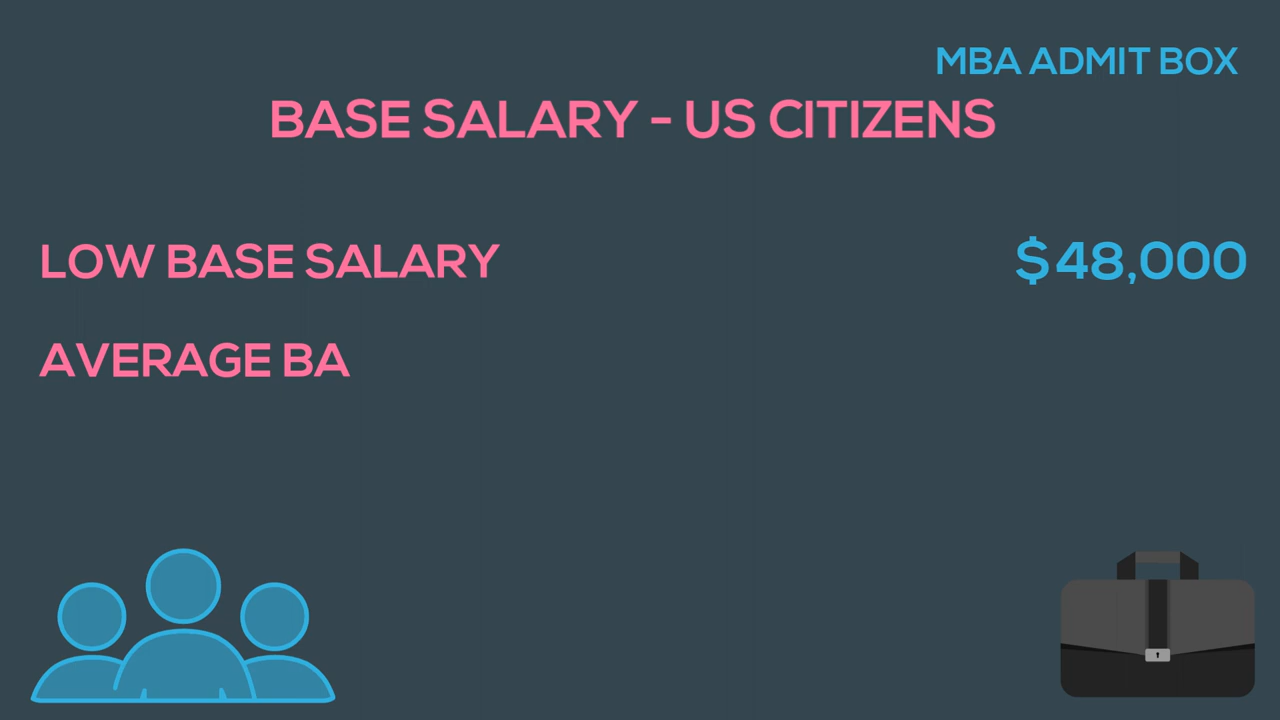 MBA ADMIT BOX
BASE SALARY - US CITIZENS
LOW BASE SALARY $48,000
AVERAGE BA